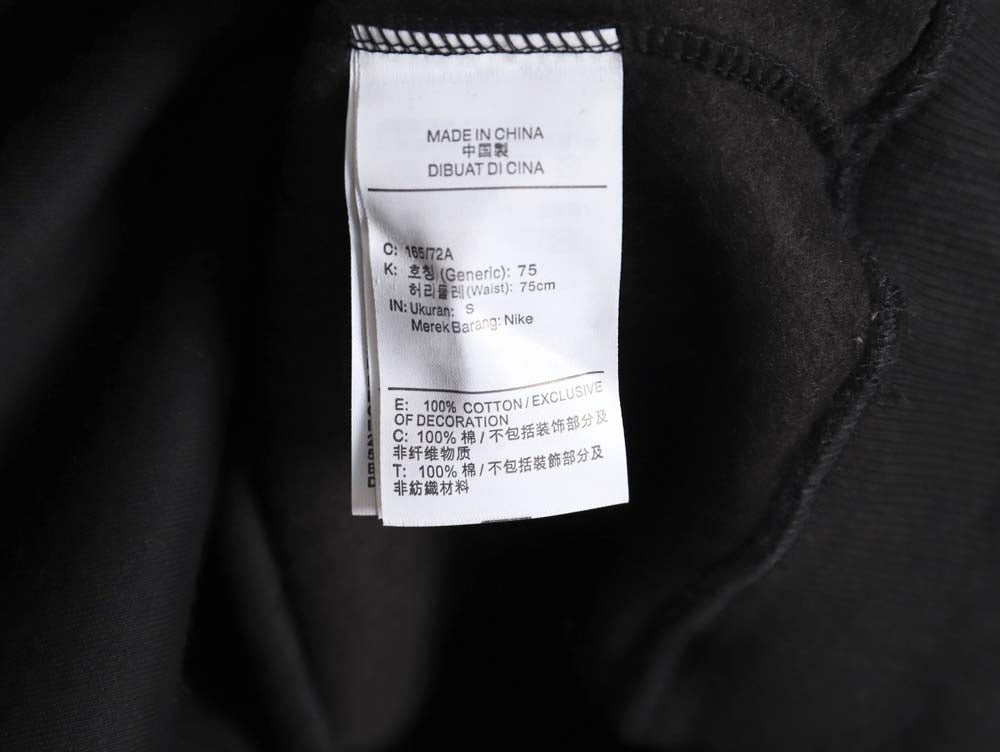 MADE IN CHINA
中国製
DIBUAT DI CINA
C: 165/72A
K: 호칭 (Generic): 75
허리둘레 (Waist): 75cm
IN: Ukuran: S
Merek Barang: Nike
E: 100% COTTON / EXCLUSIVE
OF DECORATION
C: 100% 棉 / 不包括装饰部分及
非纤维物质
T: 100% 棉 / 不包括裝飾部分及
非紡織材料